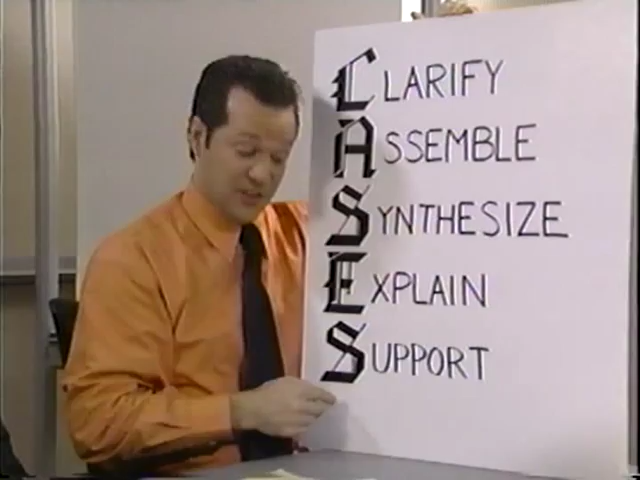 CLARIFY
ASSEMBLE
SYNTHESIZE
EXPLAIN
SUPPORT